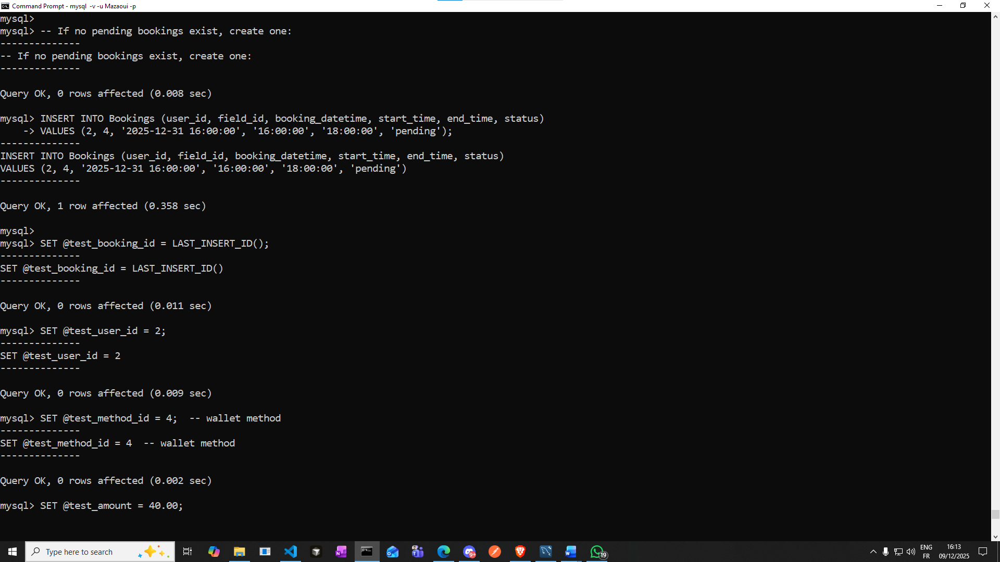 Command Prompt - mysql -v -u Mazaoui -p
mysql>
mysql> -- If no pending bookings exist, create one:
--------------
-- If no pending bookings exist, create one:
--------------
Query OK, 0 rows affected (0.008 sec)
mysql> INSERT INTO Bookings (user_id, field_id, booking_datetime, start_time, end_time, status)
    -> VALUES (2, 4, '2025-12-31 16:00:00', '16:00:00', '18:00:00', 'pending');
--------------
INSERT INTO Bookings (user_id, field_id, booking_datetime, start_time, end_time, status)
VALUES (2, 4, '2025-12-31 16:00:00', '16:00:00', '18:00:00', 'pending')
--------------
Query OK, 1 row affected (0.358 sec)
mysql>
mysql> SET @test_booking_id = LAST_INSERT_ID();
--------------
SET @test_booking_id = LAST_INSERT_ID()
--------------
Query OK, 0 rows affected (0.011 sec)
mysql> SET @test_user_id = 2;
--------------
SET @test_user_id = 2
--------------
Query OK, 0 rows affected (0.009 sec)
mysql> SET @test_method_id = 4;  -- wallet method
--------------
SET @test_method_id = 4  -- wallet method
--------------
Query OK, 0 rows affected (0.002 sec)
mysql> SET @test_amount = 40.00;
Type here to search
9+
19
ENG
FR
16:13
09/12/2025